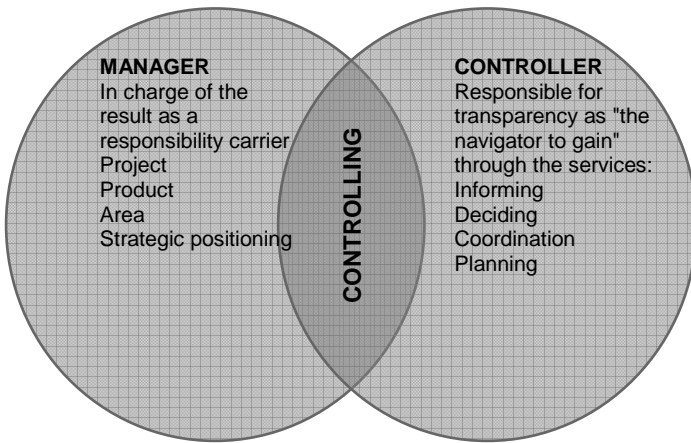 MANAGER
In charge of the
result as a
responsibility carrier
Project
Product
Area
Strategic positioning
CONTROLLING
CONTROLLER
Responsible for
transparency as "the
navigator to gain"
through the services:
Informing
Deciding
Coordination
Planning